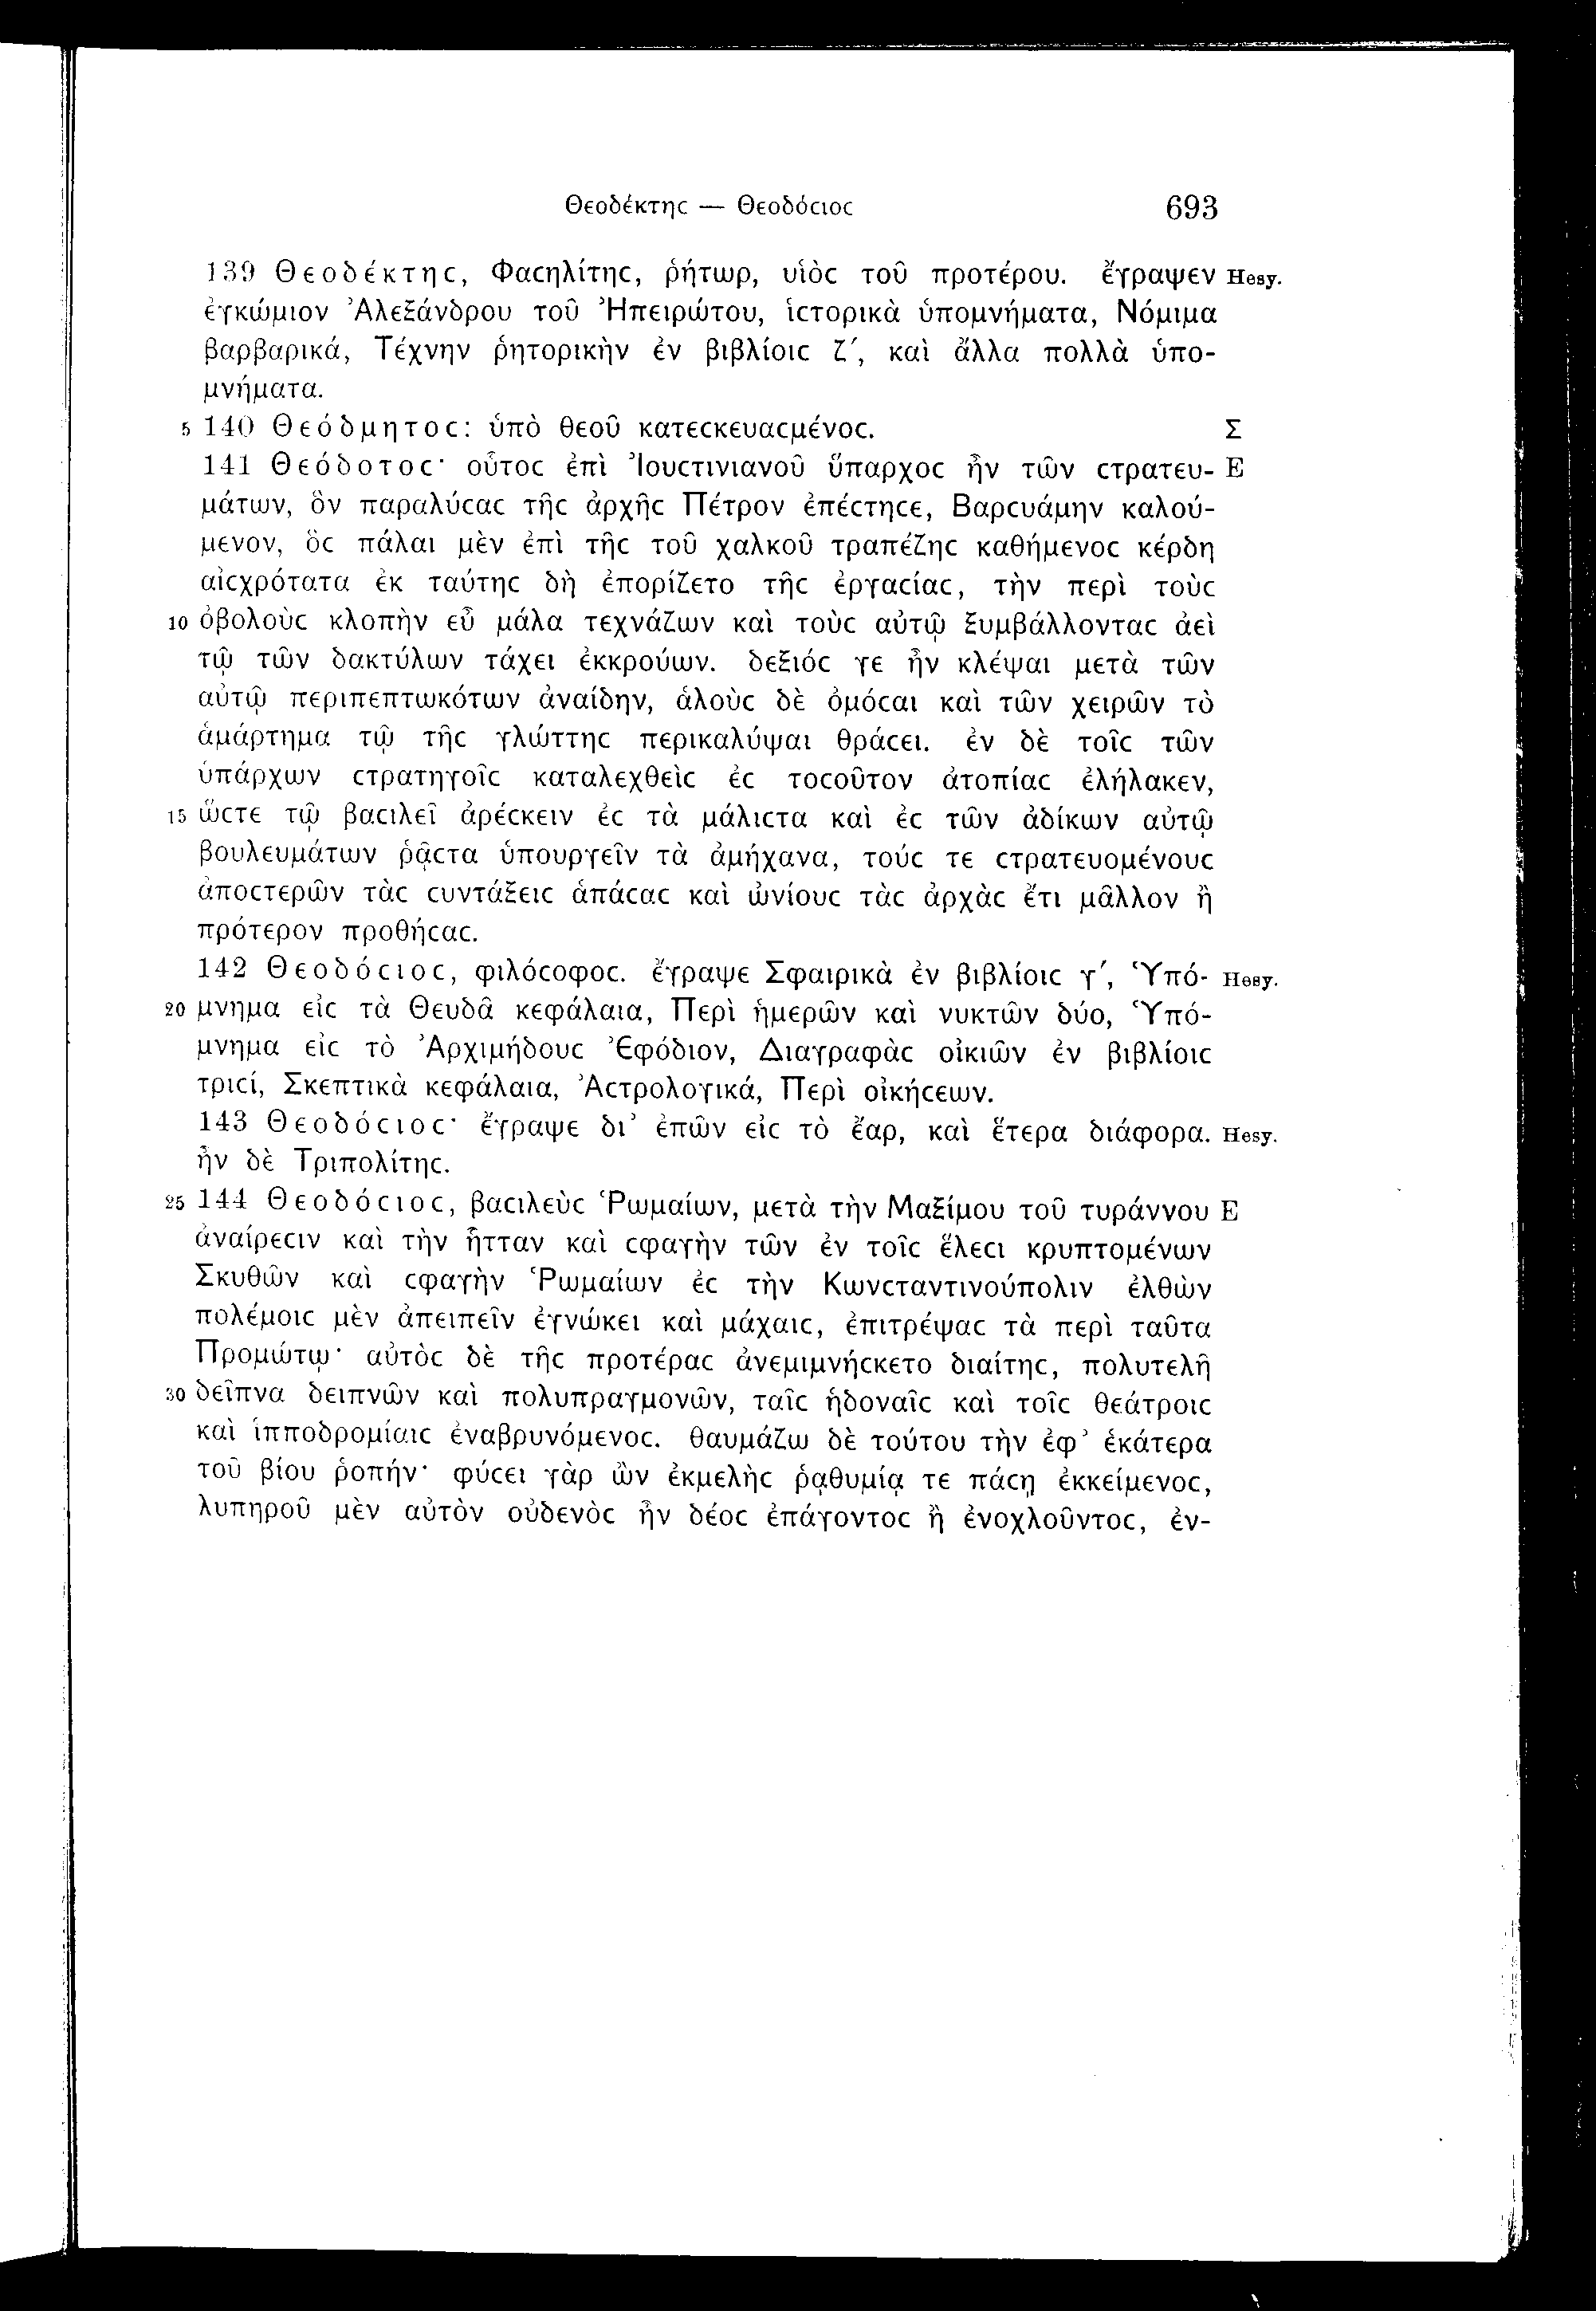 Θεοδέκτηϲ — Θεοδόϲιοϲ 693
139 Θεοδέκτηϲ, Φαϲηλίτηϲ, ῥήτωρ, υἱὸϲ τοῦ προτέρου. ἔγραψεν Hesy.
ἐγκώμιον Ἀλεξάνδρου τοῦ Ἠπειρώτου, ἱϲτορικὰ ὑπομνήματα, Νόμιμα
βαρβαρικά, Τέχνην ῥητορικὴν ἐν βιβλίοιϲ ζʹ, καὶ ἄλλα πολλὰ ὑπο-
μνήματα.
5 140 Θεόδμητοϲ: ὑπὸ θεοῦ κατεϲκευαϲμένοϲ. Σ
141 Θεόδοτοϲ· οὗτοϲ ἐπὶ Ἰουϲτινιανοῦ ὕπαρχοϲ ἦν τῶν ϲτρατευ- E
μάτων, ὃν παραλύϲαϲ τῆϲ ἀρχῆϲ Πέτρον ἐπέϲτηϲε, Βαρϲυάμην καλού-
μενον, ὃϲ πάλαι μὲν ἐπὶ τῆϲ τοῦ χαλκοῦ τραπέζηϲ καθήμενοϲ κέρδη
αἰϲχρότατα ἐκ ταύτηϲ δὴ ἐπορίζετο τῆϲ ἐργαϲίαϲ, τὴν περὶ τοὺϲ
10 ὀβολοὺϲ κλοπὴν εὖ μάλα τεχνάζων καὶ τοὺϲ αὐτῷ ξυμβάλλονταϲ ἀεὶ
τῷ τῶν δακτύλων τάχει ἐκκρούων. δεξιόϲ γε ἦν κλέψαι μετὰ τῶν
αὐτῷ περιπεπτωκότων ἀναίδην, ἁλοὺϲ δὲ ὀμόϲαι καὶ τῶν χειρῶν τὸ
ἁμάρτημα τῷ τῆϲ γλώττηϲ περικαλύψαι θράϲει. ἐν δὲ τοῖϲ τῶν
ὑπάρχων ϲτρατηγοῖϲ καταλεχθεὶϲ ἐϲ τοϲοῦτον ἀτοπίαϲ ἐλήλακεν,
15 ὥϲτε τῷ βαϲιλεῖ ἀρέϲκειν ἐϲ τὰ μάλιϲτα καὶ ἐϲ τῶν ἀδίκων αὐτῷ
βουλευμάτων ῥᾷϲτα ὑπουργεῖν τὰ ἀμήχανα, τούϲ τε ϲτρατευομένουϲ
ἀποϲτερῶν τὰϲ ϲυντάξειϲ ἁπάϲαϲ καὶ ὠνίουϲ τὰϲ ἀρχὰϲ ἔτι μᾶλλον ἢ
πρότερον προθήϲαϲ.
142 Θεοδόϲιοϲ, φιλόϲοφοϲ. ἔγραψε Σφαιρικὰ ἐν βιβλίοιϲ γʹ, Ὑπό- Hesy.
20 μνημα εἰϲ τὰ Θευδᾶ κεφάλαια, Περὶ ἡμερῶν καὶ νυκτῶν δύο, Ὑπό-
μνημα εἰϲ τὸ Ἀρχιμήδουϲ Ἐφόδιον, Διαγραφὰϲ οἰκιῶν ἐν βιβλίοιϲ
τριϲί, Σκεπτικὰ κεφάλαια, Ἀϲτρολογικά, Περὶ οἰκήϲεων.
143 Θεοδόϲιοϲ· ἔγραψε δι’ ἐπῶν εἰϲ τὸ ἔαρ, καὶ ἕτερα διάφορα. Hesy.
ἦν δὲ Τριπολίτηϲ.
25 144 Θεοδόϲιοϲ, βαϲιλεὺϲ Ῥωμαίων, μετὰ τὴν Μαξίμου τοῦ τυράννου E
ἀναίρεϲιν καὶ τὴν ἧτταν καὶ ϲφαγὴν τῶν ἐν τοῖϲ ἕλεϲι κρυπτομένων
Σκυθῶν καὶ ϲφαγὴν Ῥωμαίων ἐϲ τὴν Κωνϲταντινούπολιν ἐλθὼν
πολέμοιϲ μὲν ἀπειπεῖν ἐγνώκει καὶ μάχαιϲ, ἐπιτρέψαϲ τὰ περὶ ταῦτα
Προμώτῳ· αὐτὸϲ δὲ τῆϲ προτέραϲ ἀνεμιμνήϲκετο διαίτηϲ, πολυτελῆ
30 δεῖπνα δειπνῶν καὶ πολυπραγμονῶν, ταῖϲ ἡδοναῖϲ καὶ τοῖϲ θεάτροιϲ
καὶ ἱπποδρομίαιϲ ἐναβρυνόμενοϲ. θαυμάζω δὲ τούτου τὴν ἐφ’ ἑκάτερα
τοῦ βίου ῥοπήν· φύϲει γὰρ ὢν ἐκμελὴϲ ῥᾳθυμίᾳ τε πάϲῃ ἐκκείμενοϲ,
λυπηροῦ μὲν αὐτὸν οὐδενὸϲ ἦν δέοϲ ἐπάγοντοϲ ἢ ἐνοχλοῦντοϲ, ἐν-